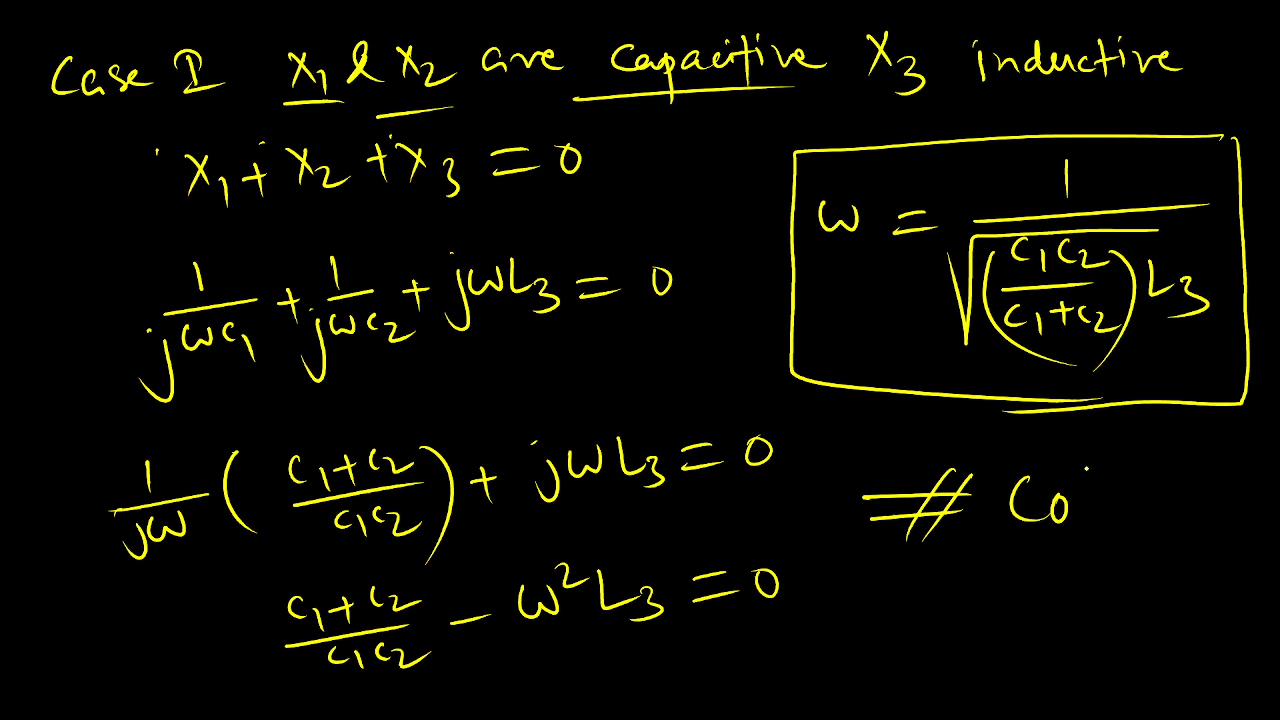 Case I X1 & X2 are capacitive X3 inductive
X1 + X2 + X3 = 0
1/jωC1 + 1/jωC2 + jωL3 = 0
1/jω ( C1+C2/C1C2 ) + jωL3 = 0
C1+C2/C1C2 - ω²L3 = 0
ω = 1/√(C1C2/C1+C2)L3
Co